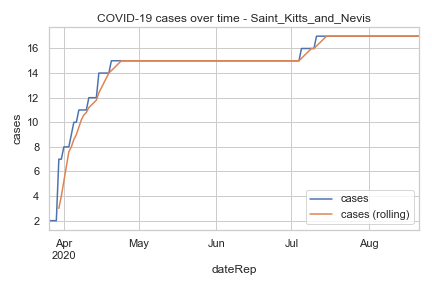 COVID-19 cases over time - Saint_Kitts_and_Nevis
cases
16
14
12
10
8
6
4
2
cases
cases (rolling)
Apr
2020
May
Jun
Jul
Aug
dateRep